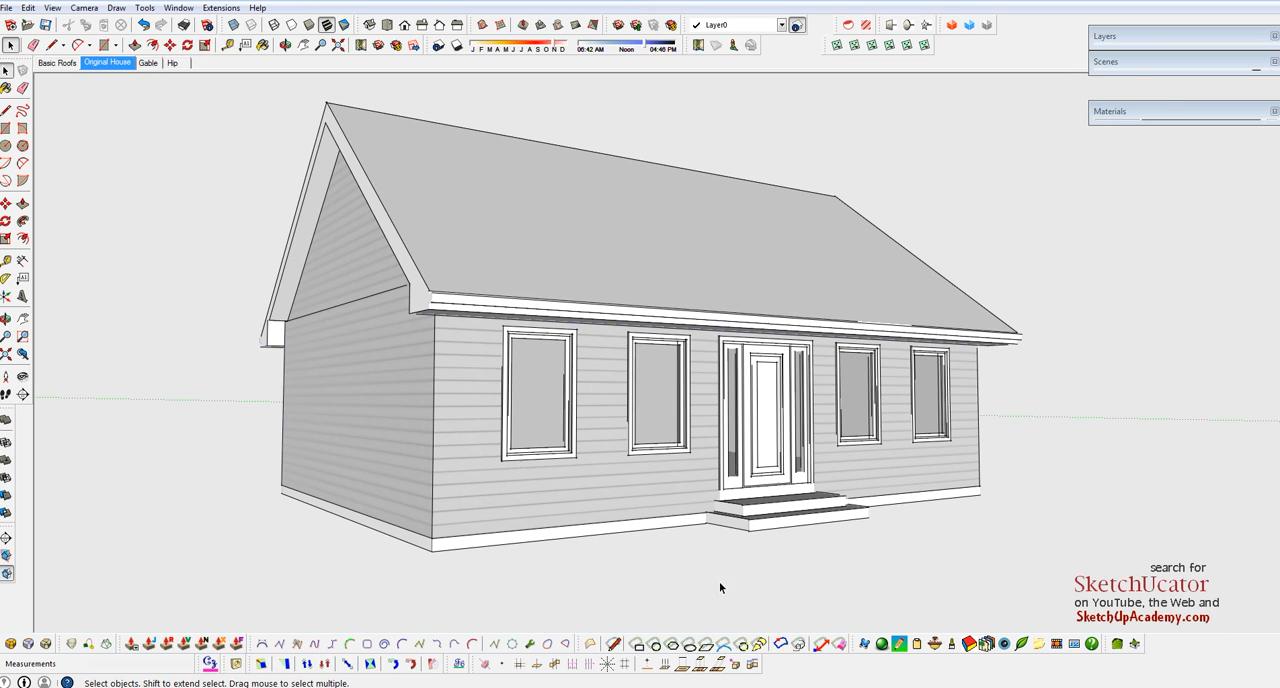 File Edit View Camera Draw Tools Window Extensions Help
Layer0
J F M A M J J A S O N D 06:42 AM Noon 04:46 PM
Basic Roofs Original House Gable Hip
Layers
Scenes
Materials
search for
SketchUcator
on YouTube, the Web and
SketchUpAcademy.com
Measurements
Select objects. Shift to extend select. Drag mouse to select multiple.